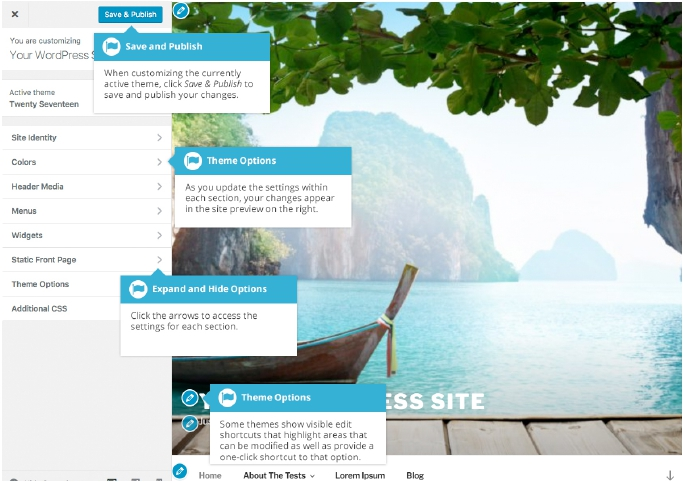 Save & Publish
You are customizing
Your WordPress
Save and Publish
When customizing the currently
active theme, click Save & Publish to
save and publish your changes.
Active theme
Twenty Seventeen
Site Identity
Colors
Header Media
Menus
Widgets
Static Front Page
Theme Options
Additional CSS
Theme Options
As you update the settings within
each section, your changes appear
in the site preview on the right.
Expand and Hide Options
Click the arrows to access the
settings for each section.
Theme Options
Some themes show visible edit
shortcuts that highlight areas that
can be modified as well as provide a
one-click shortcut to that option.
ESS SITE
Home About The Tests Lorem Ipsum Blog